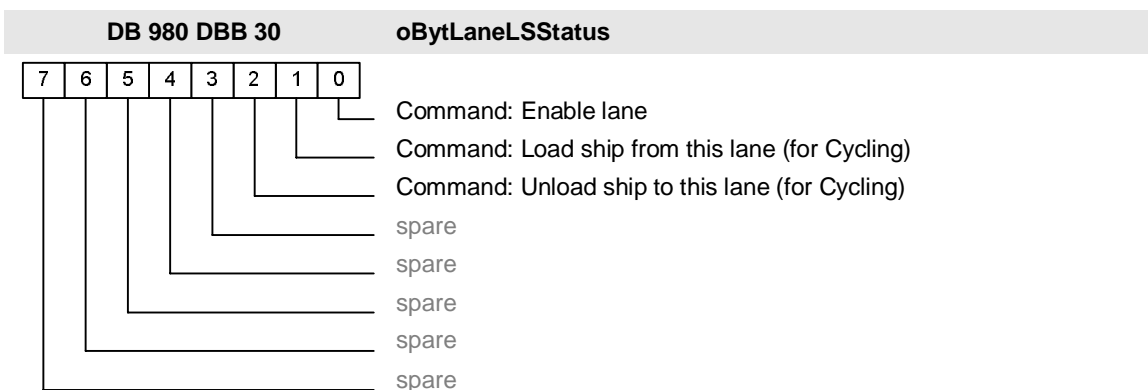 DB 980 DBB 30 oBytLaneLSStatus
7 6 5 4 3 2 1 0
Command: Enable lane
Command: Load ship from this lane (for Cycling)
Command: Unload ship to this lane (for Cycling)
spare
spare
spare
spare
spare